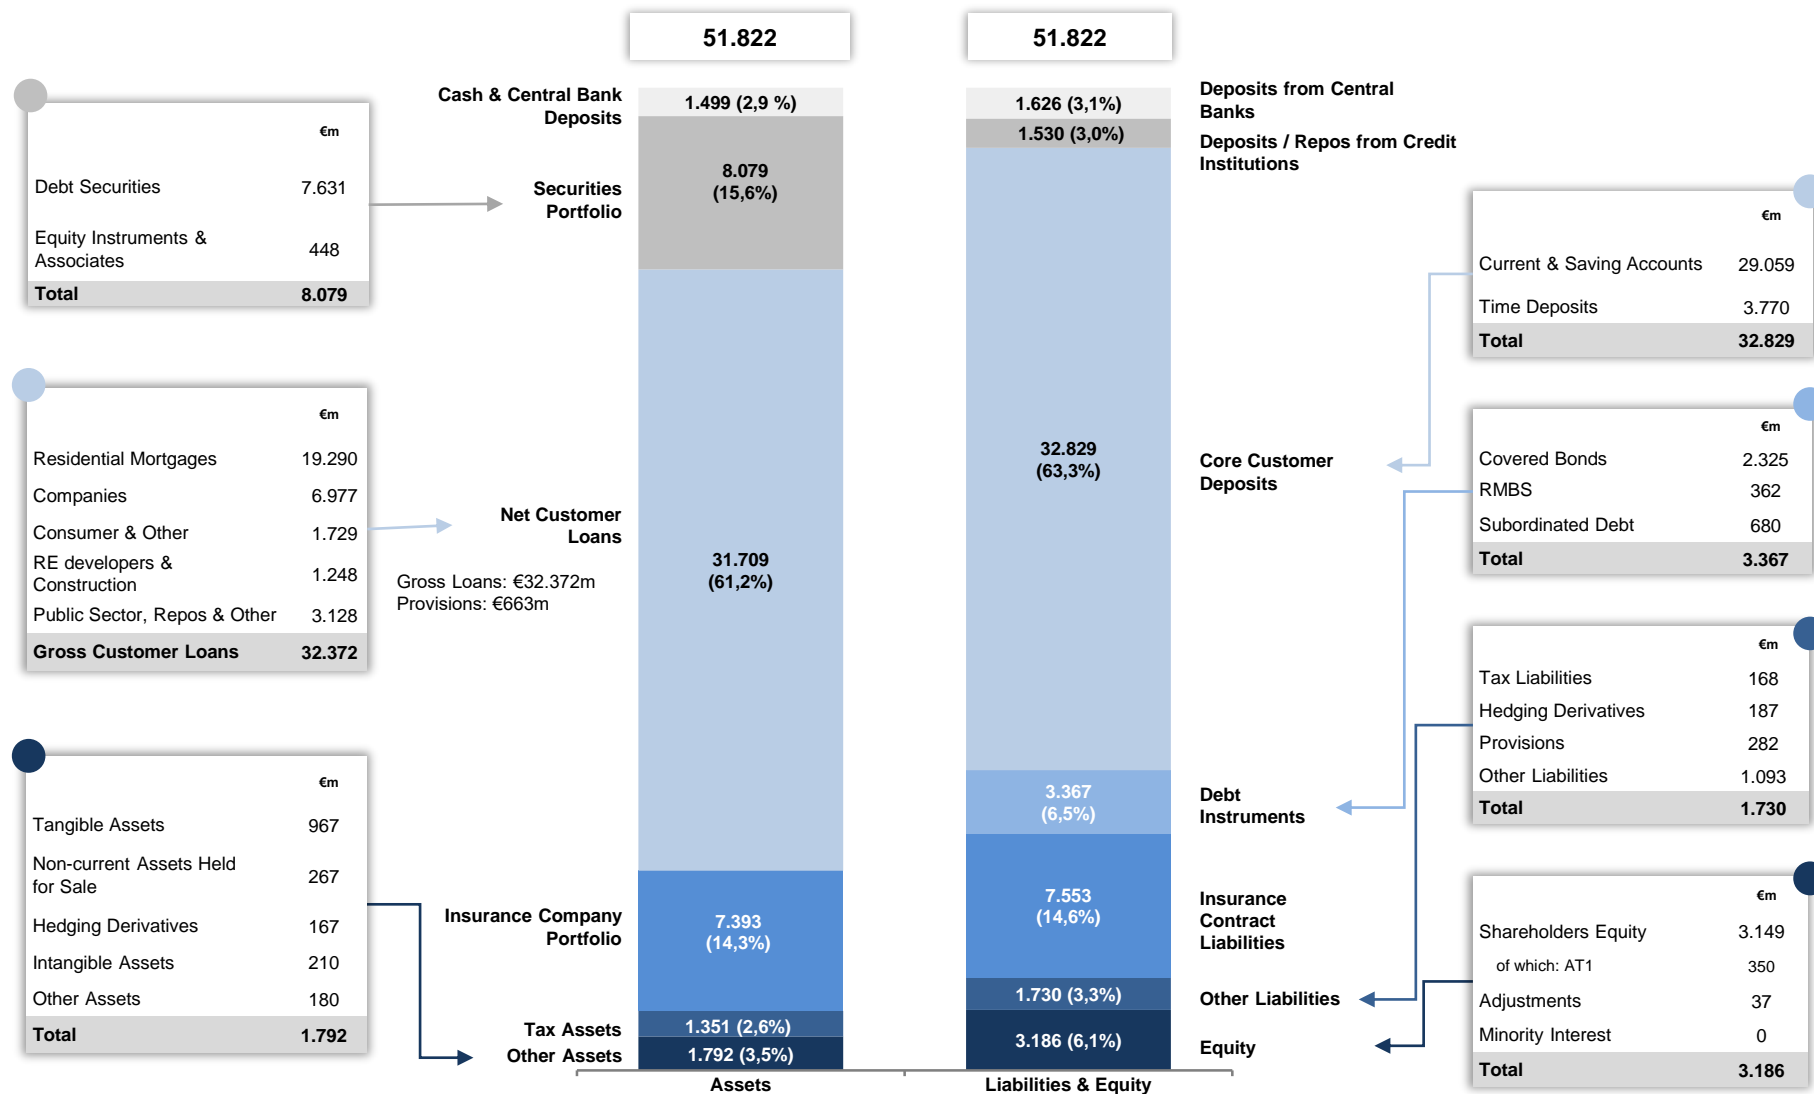 51.822
51.822
€m
Debt Securities 7.631
Equity Instruments &
Associates 448
Total 8.079
€m
Residential Mortgages 19.290
Companies 6.977
Consumer & Other 1.729
RE developers &
Construction 1.248
Public Sector, Repos & Other 3.128
Gross Customer Loans 32.372
€m
Tangible Assets 967
Non-current Assets Held
for Sale 267
Hedging Derivatives 167
Intangible Assets 210
Other Assets 180
Total 1.792
Cash & Central Bank
Deposits
Securities
Portfolio
Net Customer
Loans
Gross Loans: €32.372m
Provisions: €663m
Insurance Company
Portfolio
Tax Assets
Other Assets
1.499 (2,9 %)
8.079
(15,6%)
31.709
(61,2%)
7.393
(14,3%)
1.351 (2,6%)
1.792 (3,5%)
Assets
1.626 (3,1%)
1.530 (3,0%)
32.829
(63,3%)
3.367
(6,5%)
7.553
(14,6%)
1.730 (3,3%)
3.186 (6,1%)
Liabilities & Equity
Deposits from Central
Banks
Deposits / Repos from Credit
Institutions
Core Customer
Deposits
Debt
Instruments
Insurance
Contract
Liabilities
Other Liabilities
Equity
€m
Current & Saving Accounts 29.059
Time Deposits 3.770
Total 32.829
€m
Covered Bonds 2.325
RMBS 362
Subordinated Debt 680
Total 3.367
€m
Tax Liabilities 168
Hedging Derivatives 187
Provisions 282
Other Liabilities 1.093
Total 1.730
€m
Shareholders Equity 3.149
of which: AT1 350
Adjustments 37
Minority Interest 0
Total 3.186